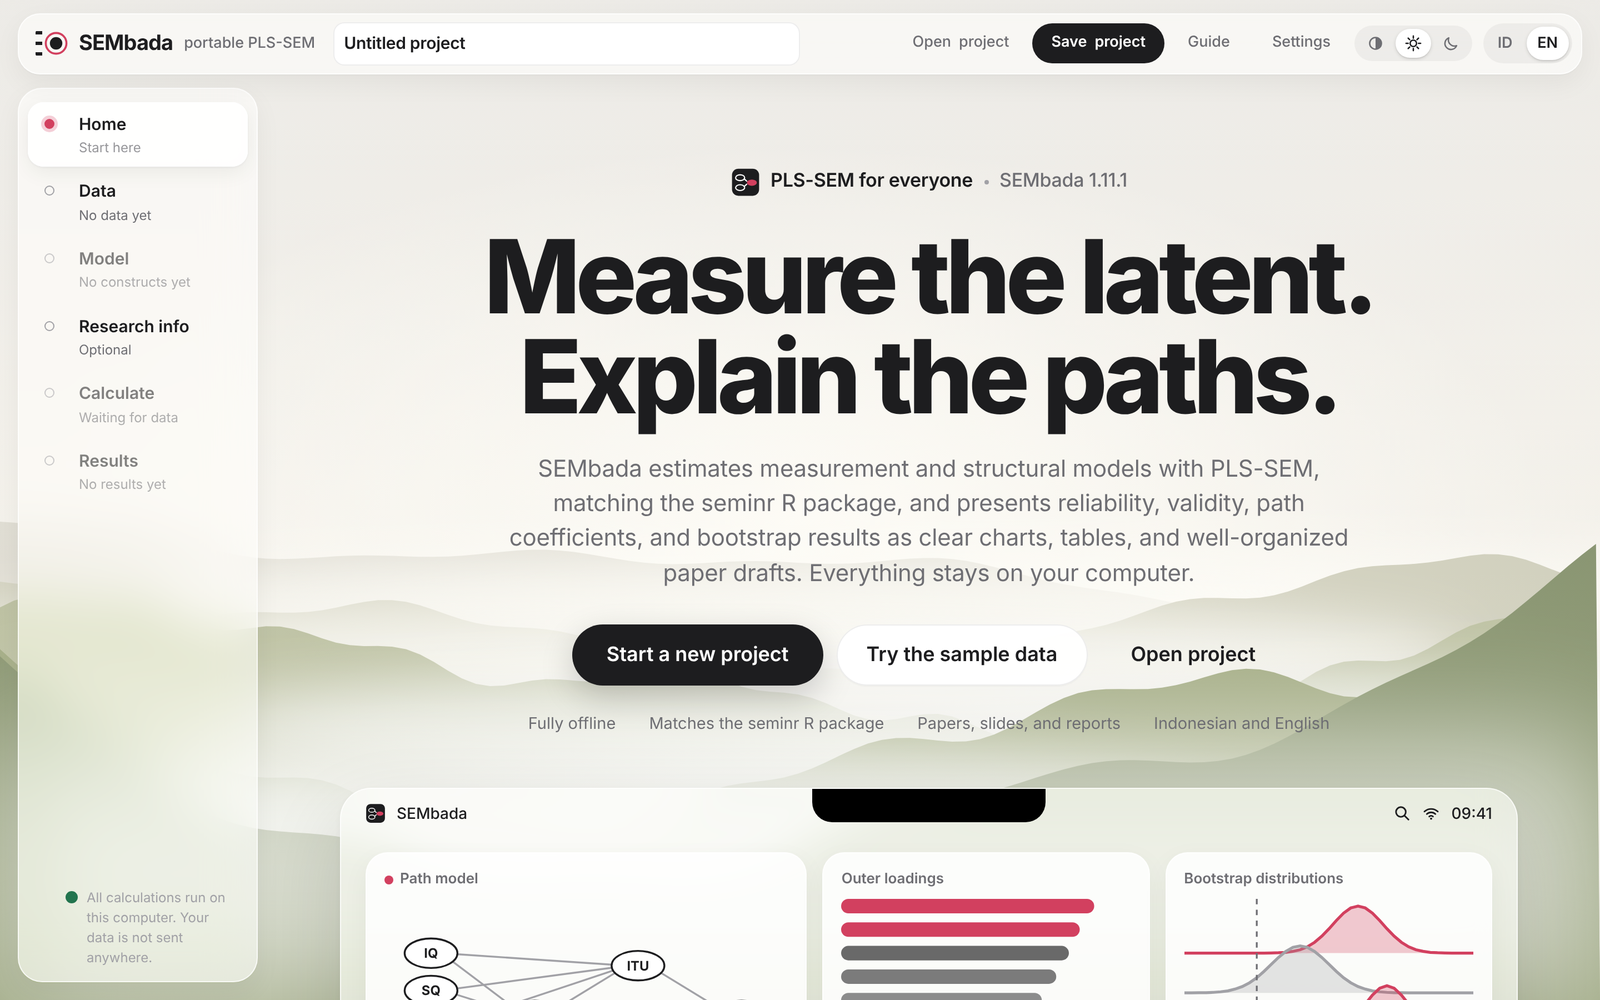 SEMbada portable PLS-SEM Untitled project Open project Save project Guide Settings ID EN
Home
Start here
Data
No data yet
Model
No constructs yet
Research info
Optional
Calculate
Waiting for data
Results
No results yet
All calculations run on
this computer. Your
data is not sent
anywhere.
PLS-SEM for everyone • SEMbada 1.11.1
Measure the latent.
Explain the paths.
SEMbada estimates measurement and structural models with PLS-SEM,
matching the seminr R package, and presents reliability, validity, path
coefficients, and bootstrap results as clear charts, tables, and well-organized
paper drafts. Everything stays on your computer.
Start a new project Try the sample data Open project
Fully offline Matches the seminr R package Papers, slides, and reports Indonesian and English
SEMbada 09:41
Path model
IQ
ITU
SQ
Outer loadings
Bootstrap distributions